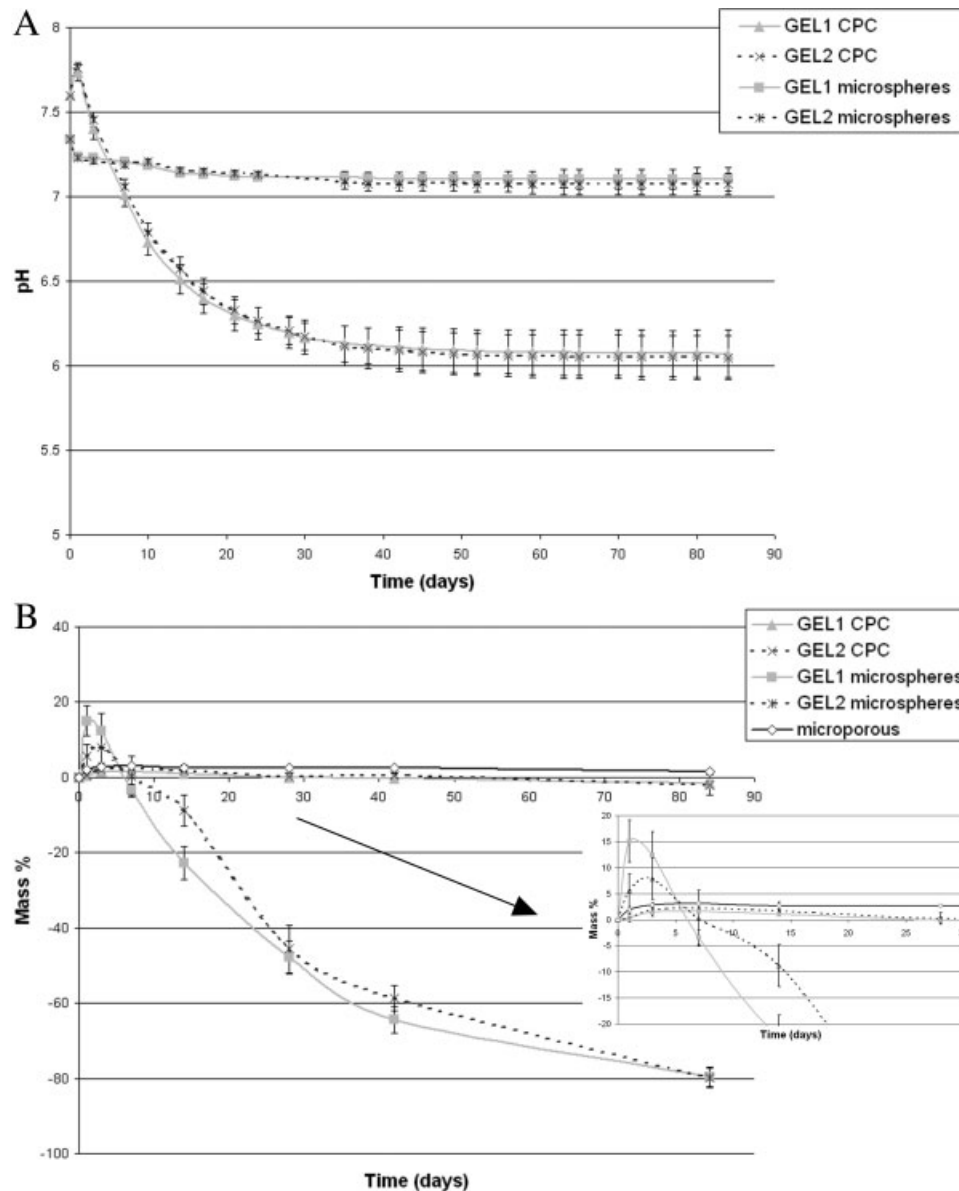 A
GEL1 CPC
GEL2 CPC
GEL1 microspheres
GEL2 microspheres
8
7.5
7
6.5
6
5.5
5
pH
0 10 20 30 40 50 60 70 80 90
Time (days)
B
GEL1 CPC
GEL2 CPC
GEL1 microspheres
GEL2 microspheres
microporous
40
20
0
-20
-40
-60
-80
-100
Mass %
0 10 20 30 40 50 60 70 80 90
Time (days)
20
15
10
5
0
-5
-10
-15
-20
Mass %
0 5 10 15 20 25
Time (days)